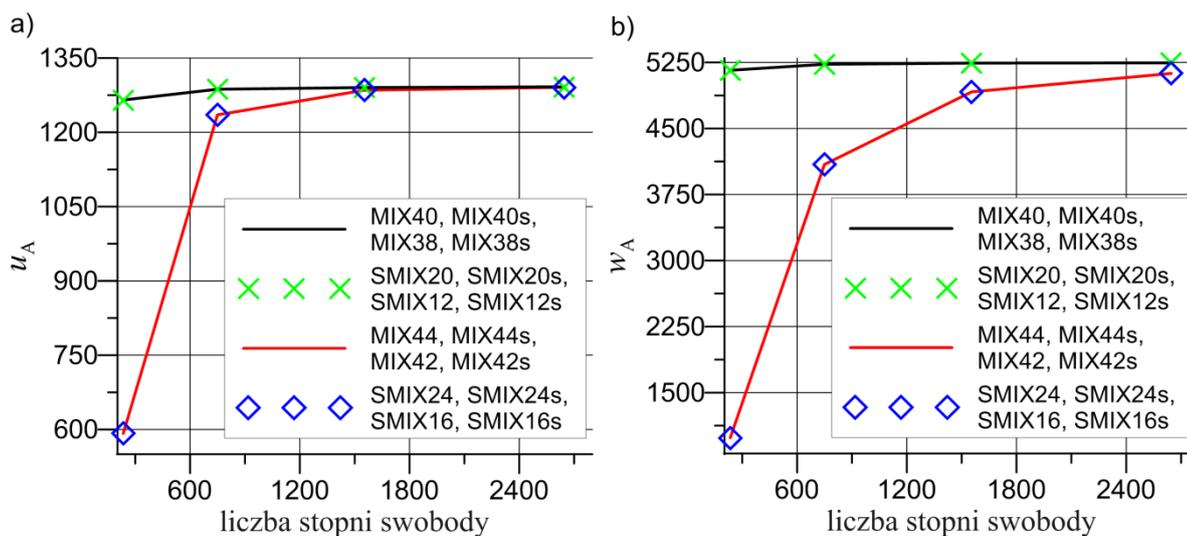 a)
1350
1200
1050
900
750
600
u_A
600 1200 1800 2400
liczba stopni swobody
MIX40, MIX40s,
MIX38, MIX38s
SMIX20, SMIX20s,
SMIX12, SMIX12s
MIX44, MIX44s,
MIX42, MIX42s
SMIX24, SMIX24s,
SMIX16, SMIX16s
b)
5250
4500
3750
3000
2250
1500
w_A
600 1200 1800 2400
liczba stopni swobody
MIX40, MIX40s,
MIX38, MIX38s
SMIX20, SMIX20s,
SMIX12, SMIX12s
MIX44, MIX44s,
MIX42, MIX42s
SMIX24, SMIX24s,
SMIX16, SMIX16s